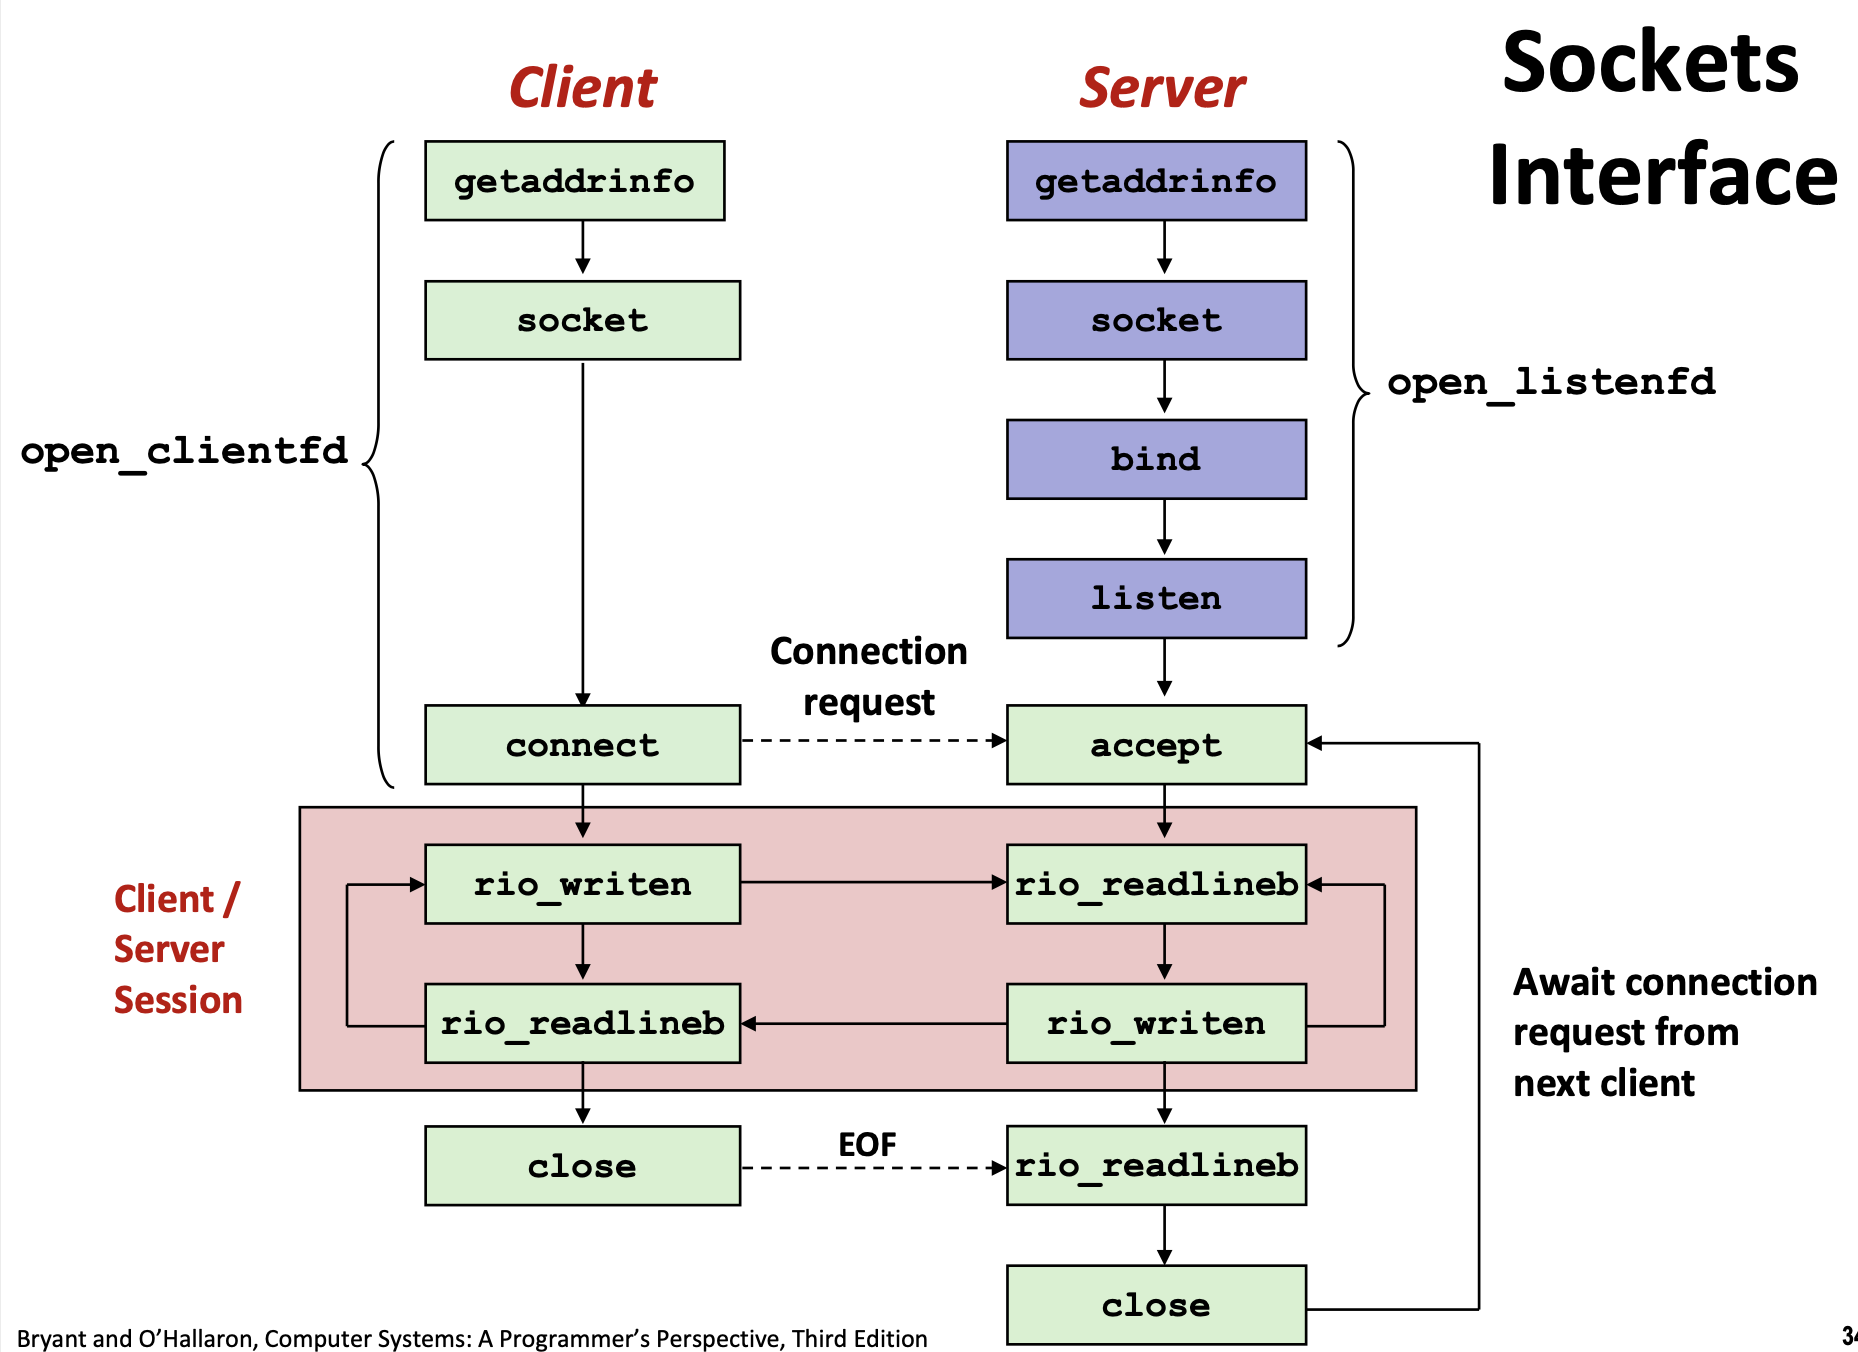 Sockets
Interface
Client
Server
getaddrinfo
getaddrinfo
socket
socket
open_listenfd
open_clientfd
bind
listen
Connection
request
connect
accept
Client /
Server
Session
rio_writen
rio_readlineb
rio_readlineb
rio_writen
Await connection
request from
next client
close
EOF
rio_readlineb
close
Bryant and O’Hallaron, Computer Systems: A Programmer’s Perspective, Third Edition
34